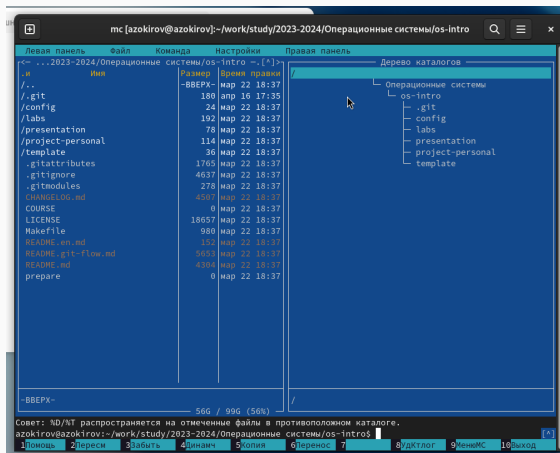 mc [azokirov@azokirov]:~/work/study/2023-2024/Операционные системы/os-intro
Левая панель Файл Команда Настройки Правая панель
<— ...2023-2024/Операционные системы/os-intro —.[^]>
Дерево каталогов
.и Имя Размер Время правки
/
/.. -ВВЕРХ- мар 22 18:37
Операционные системы
/.git 180 апр 16 17:35
os-intro
/config 24 мар 22 18:37
.git
/labs 192 мар 22 18:37
config
/presentation 78 мар 22 18:37
labs
/project-personal 114 мар 22 18:37
presentation
/template 36 мар 22 18:37
project-personal
.gitattributes 1765 мар 22 18:37
template
.gitignore 4637 мар 22 18:37
.gitmodules 278 мар 22 18:37
CHANGELOG.md 4507 мар 22 18:37
COURSE 0 мар 22 18:37
LICENSE 18657 мар 22 18:37
Makefile 980 мар 22 18:37
README.en.md 152 мар 22 18:37
README.git-flow.md 5653 мар 22 18:37
README.md 4304 мар 22 18:37
prepare 0 мар 22 18:37
-ВВЕРХ-
/
56G / 99G (56%)
Совет: %D/%T распространяется на отмеченные файлы в противоположном каталоге.
azokirov@azokirov:~/work/study/2023-2024/Операционные системы/os-intro$ [^]
1Помощь 2Пересм 3Забыть 4Динамч 5Копия 6Перенос 7 8УдКтлог 9МенюMC 10Выход